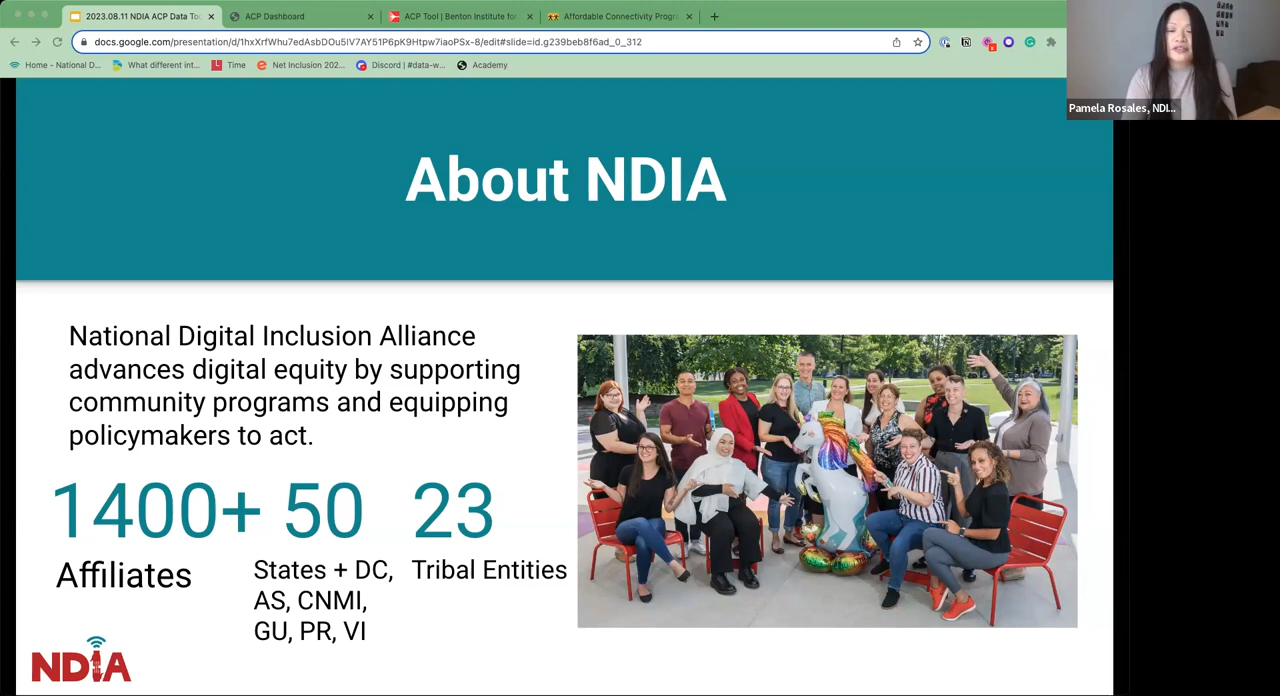 2023.08.11 NDIA ACP Data Too
ACP Dashboard
ACP Tool | Benton Institute for
Affordable Connectivity Progra
docs.google.com/presentation/d/1hxXrfWhu7edAsbDOu5IV7AY51P6pK9Htpw7iaoPSx-8/edit#slide=id.g239beb8f6ad_0_312
Home - National D...
What different int...
Time
Net Inclusion 202...
Discord | #data-w...
Academy
Pamela Rosales, NDI...
About NDIA
National Digital Inclusion Alliance
advances digital equity by supporting
community programs and equipping
policymakers to act.
1400+ 50 23
Affiliates
States + DC,
AS, CNMI,
GU, PR, VI
Tribal Entities
NDIA